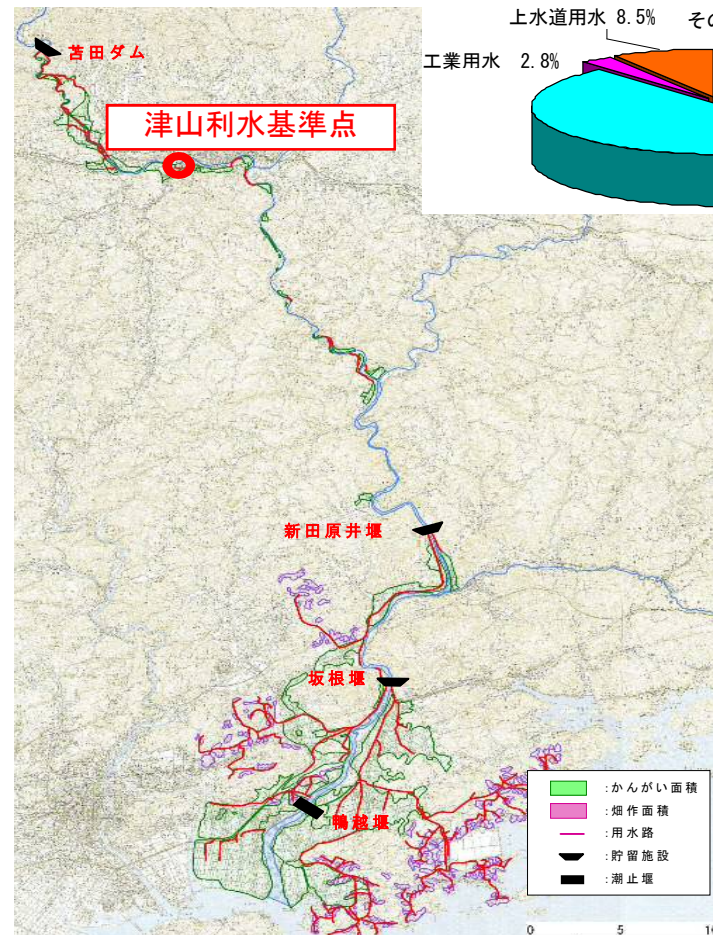 上水道用水 8.5%
その
工業用水 2.8%
苫田ダム
津山利水基準点
新田原井堰
坂根堰
鴨越堰
:かんがい面積
:畑作面積
:用水路
:貯留施設
:潮止堰
0 5 10